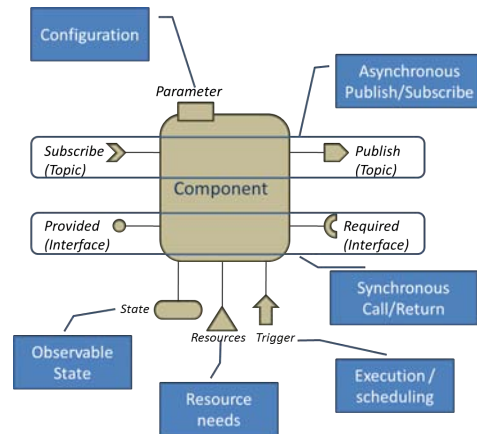 Configuration
Asynchronous
Publish/Subscribe
Parameter
Subscribe
(Topic)
Publish
(Topic)
Component
Provided
(Interface)
Required
(Interface)
Synchronous
Call/Return
State
Resources
Trigger
Observable
State
Resource
needs
Execution /
scheduling